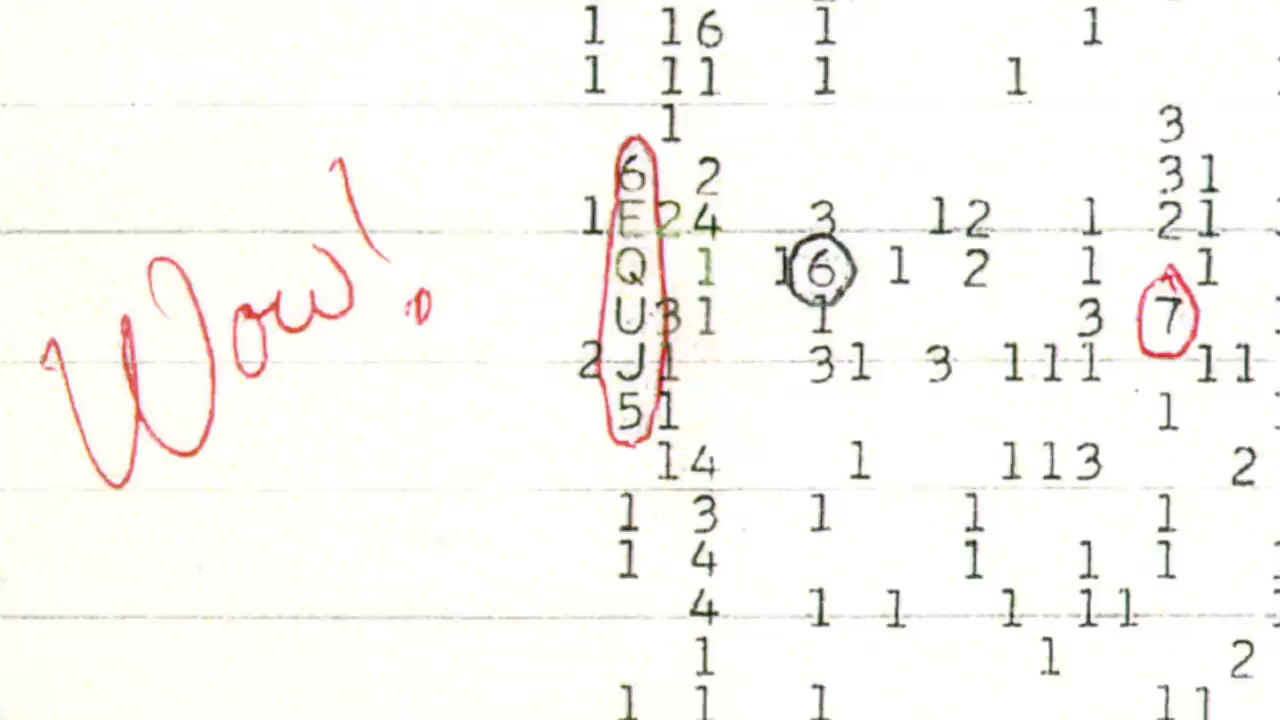 1 16 1 1
1 11 1 1
1 3
6 2 31
1E24 3 12 1 21
Q 1 16 1 2 1 1
U31 1 3 7
2J1 31 3 111 11
51 1
14 1 113 2
1 3 1 1 1
1 4 1 1 1
4 1 1 1 11
1 1 2
1 1 1 11
Wow!